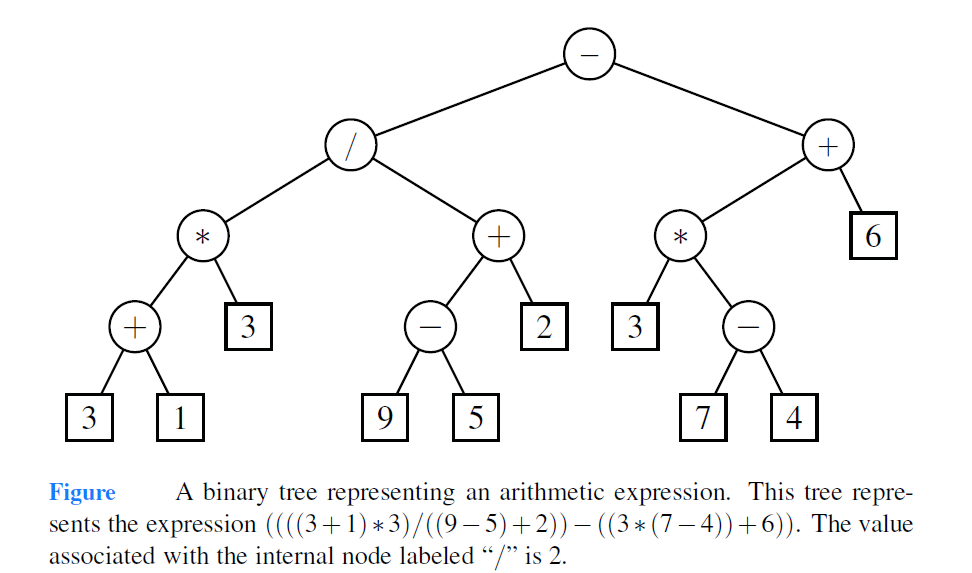 −
/ +
* + * 6
+ 3 − 2 3 −
3 1 9 5 7 4
Figure A binary tree representing an arithmetic expression. This tree repre-
sents the expression ((((3+1)∗3)/((9−5)+2))−((3∗(7−4))+6)). The value
associated with the internal node labeled “/” is 2.